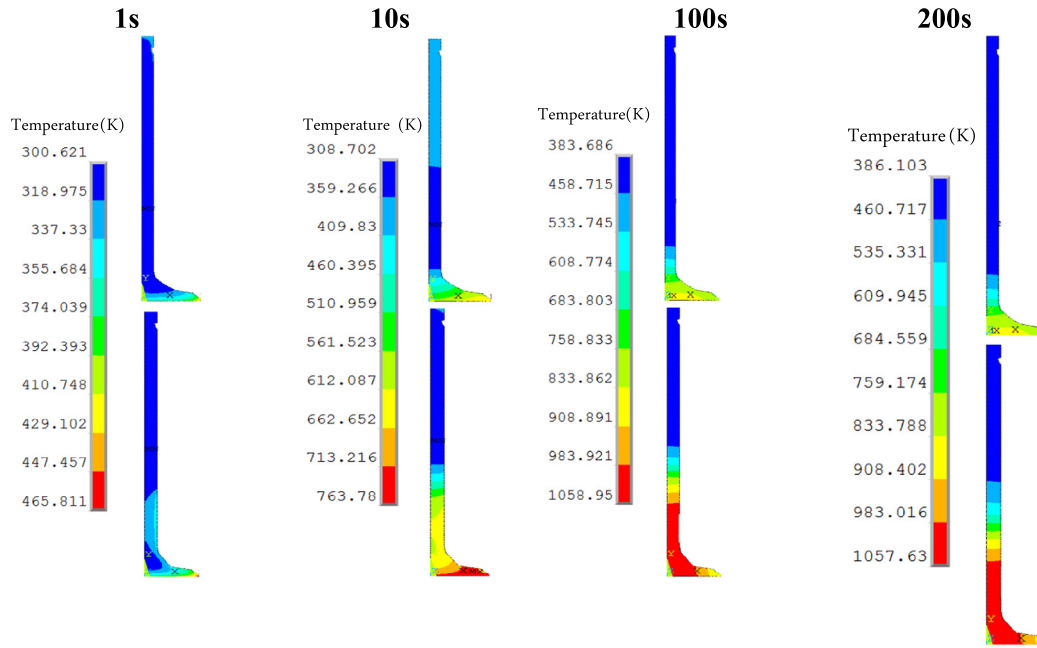 1s
10s
100s
200s
Temperature(K)
300.621
318.975
337.33
355.684
374.039
392.393
410.748
429.102
447.457
465.811
Temperature (K)
308.702
359.266
409.83
460.395
510.959
561.523
612.087
662.652
713.216
763.78
Temperature(K)
383.686
458.715
533.745
608.774
683.803
758.833
833.862
908.891
983.921
1058.95
Temperature(K)
386.103
460.717
535.331
609.945
684.559
759.174
833.788
908.402
983.016
1057.63
Y
X
X
X
X
Y
X
Y
X
Y
X